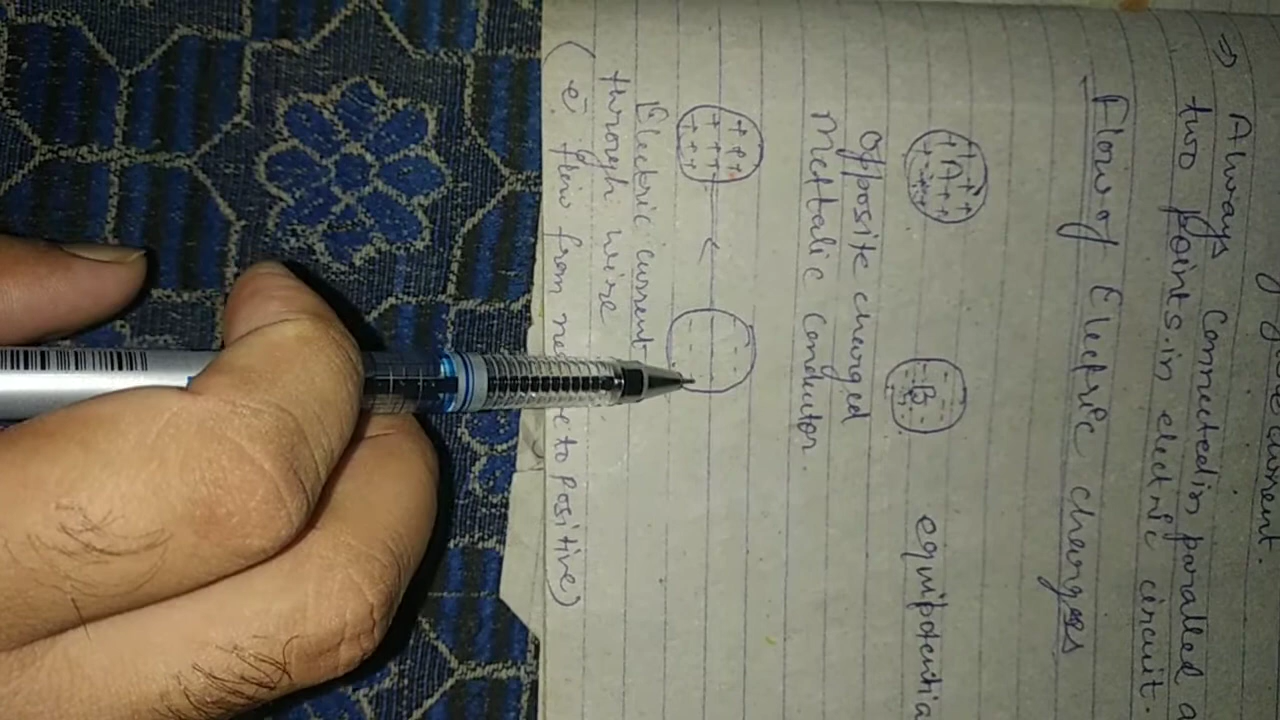 => Always Connected in parallel a
two points in electric circuit.
Flow of Electric charges
A B equipotentia
opposite charged
Mettalic conductor.
Electric current
through wire
(e⁻ flow from ne ve to positive)